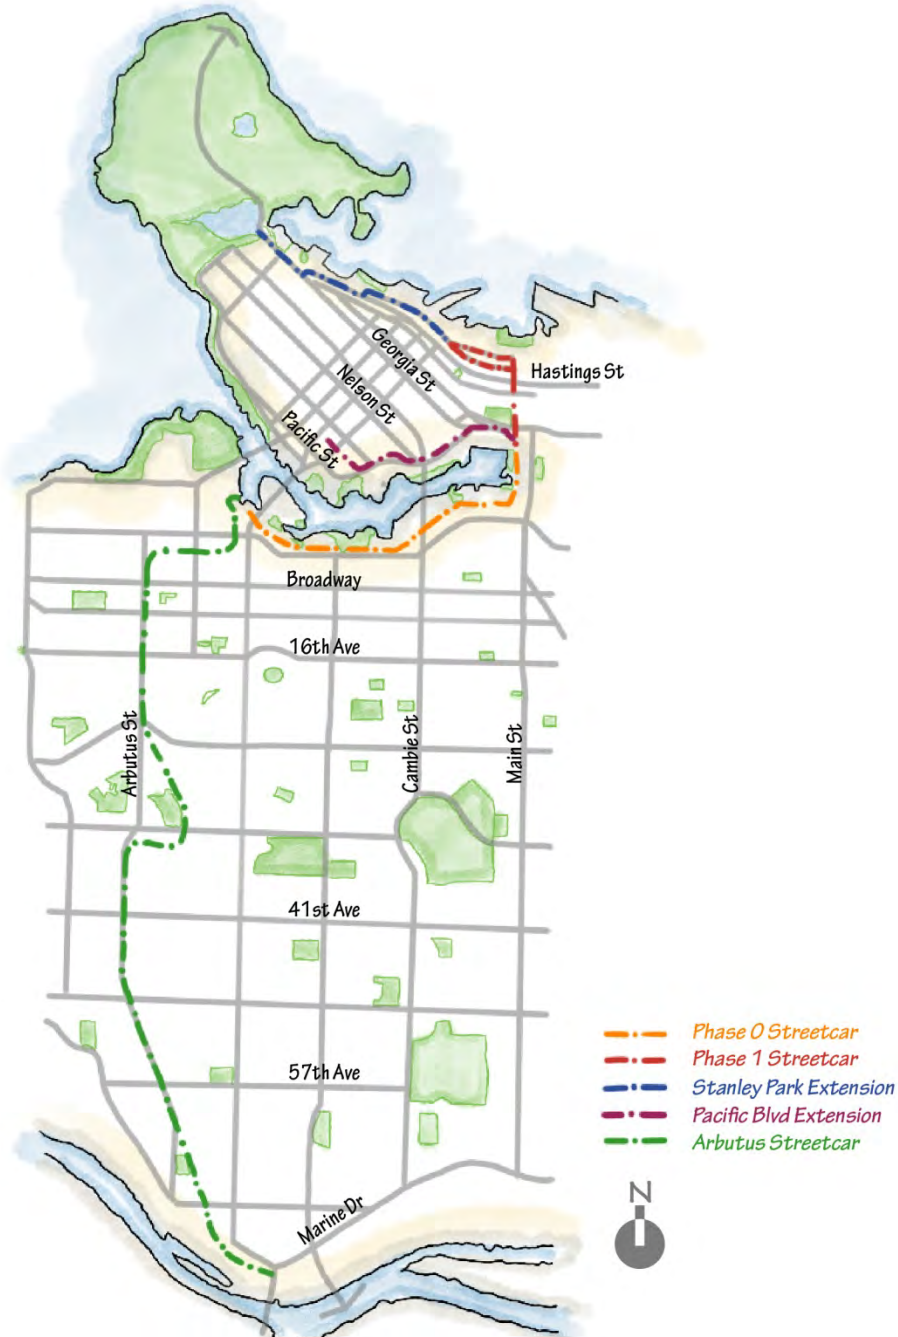 Georgia St
Hastings St
Nelson St
Pacific St
Broadway
16th Ave
Arbutus St
Cambie St
Main St
41st Ave
57th Ave
Marine Dr
Phase 0 Streetcar
Phase 1 Streetcar
Stanley Park Extension
Pacific Blvd Extension
Arbutus Streetcar
N